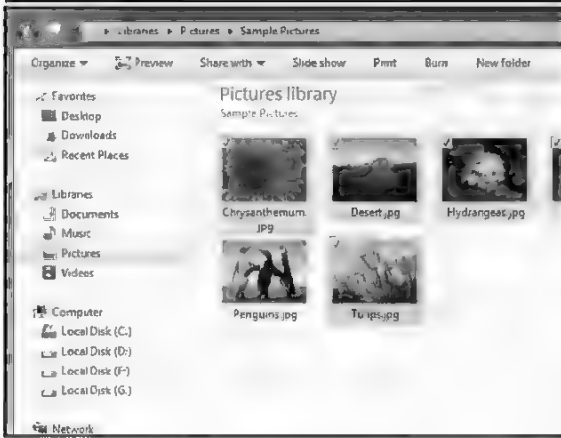 Libraries ▸ Pictures ▸ Sample Pictures
Organize Preview Share with Slide show Print Burn New folder
Favorites
Desktop
Downloads
Recent Places
Libraries
Documents
Music
Pictures
Videos
Computer
Local Disk (C:)
Local Disk (D:)
Local Disk (F:)
Local Disk (G:)
Network
Pictures library
Sample Pictures
Chrysanthemum.
jpg
Desert.jpg
Hydrangeas.jpg
Penguins.jpg
Tulips.jpg